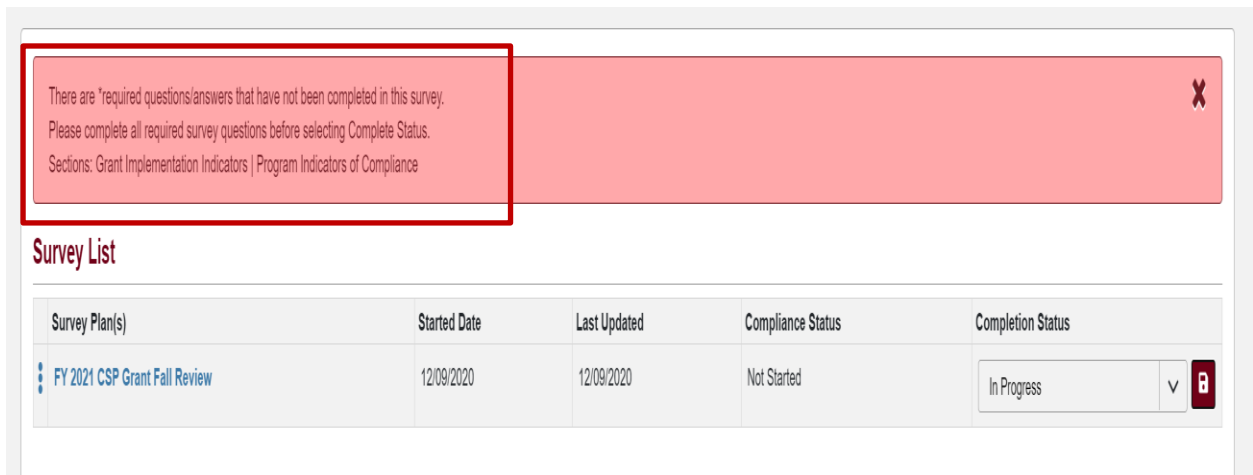 There are *required questions/answers that have not been completed in this survey.
Please complete all required survey questions before selecting Complete Status.
Sections: Grant Implementation Indicators | Program Indicators of Compliance
Survey List
Survey Plan(s) Started Date Last Updated Compliance Status Completion Status
FY 2021 CSP Grant Fall Review 12/09/2020 12/09/2020 Not Started In Progress